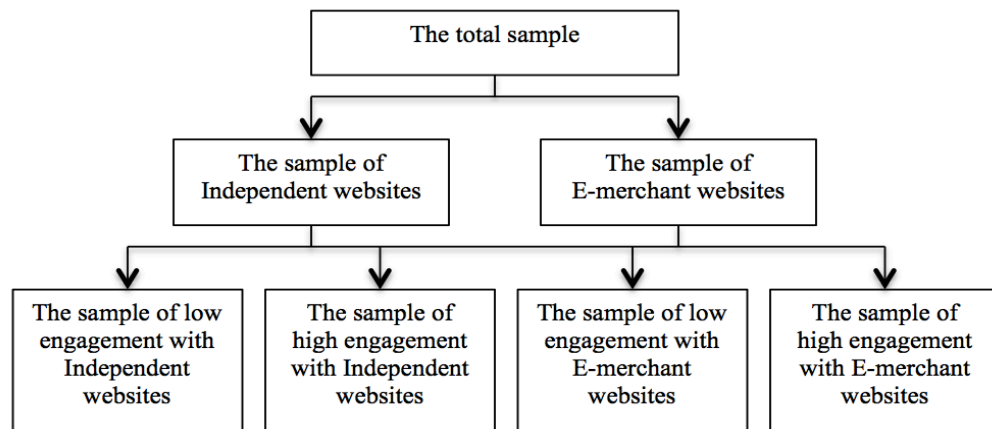 The total sample
The sample of
Independent websites
The sample of
E-merchant websites
The sample of low
engagement with
Independent
websites
The sample of
high engagement
with Independent
websites
The sample of low
engagement with
E-merchant
websites
The sample of
high engagement
with E-merchant
websites